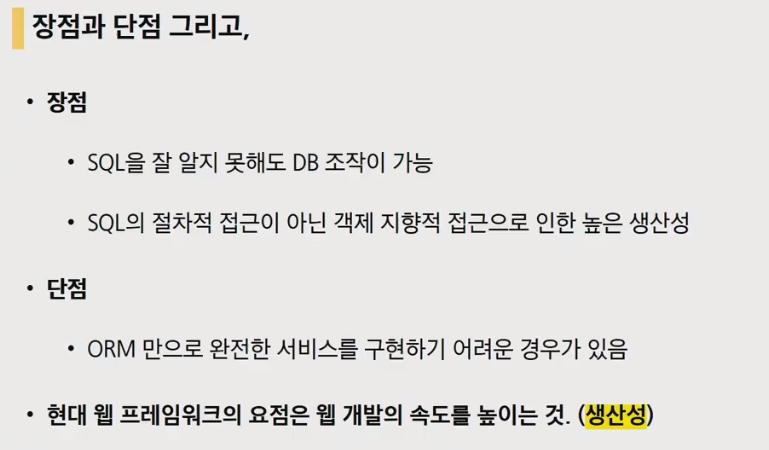 장점과 단점 그리고,
• 장점
• SQL을 잘 알지 못해도 DB 조작이 가능
• SQL의 절차적 접근이 아닌 객제 지향적 접근으로 인한 높은 생산성
• 단점
• ORM 만으로 완전한 서비스를 구현하기 어려운 경우가 있음
• 현대 웹 프레임워크의 요점은 웹 개발의 속도를 높이는 것. (생산성)